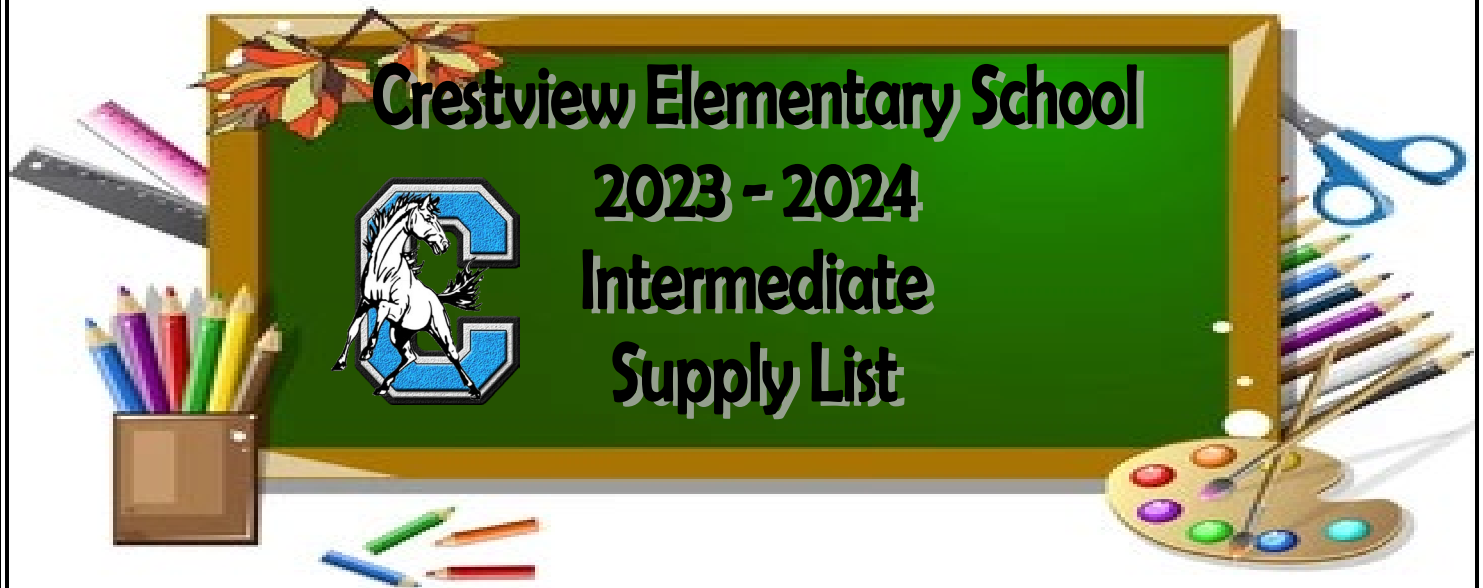 Crestview Elementary School
2023 - 2024
C
Intermediate
Supply List